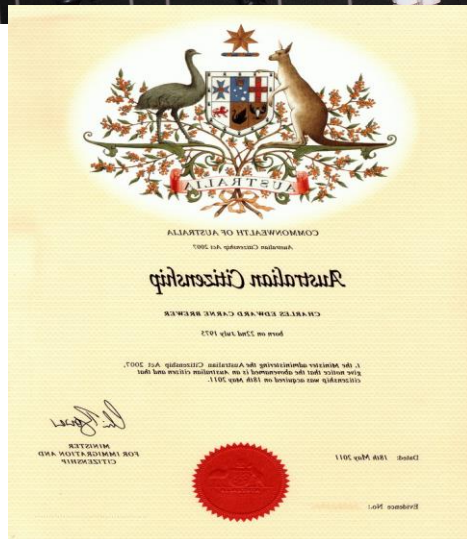 AUSTRALIA
COMMONWEALTH OF AUSTRALIA
Australian Citizenship Act 2007
Australian Citizenship
CHARLES EDWARD CARNE BREWER
born on 22nd July 1975
I, the Minister administering the Australian Citizenship Act 2007,
give notice that the abovenamed is an Australian citizen and that
citizenship was acquired on 18th May 2011.
MINISTER
FOR IMMIGRATION AND
CITIZENSHIP
Dated: 18th May 2011
Evidence No.: